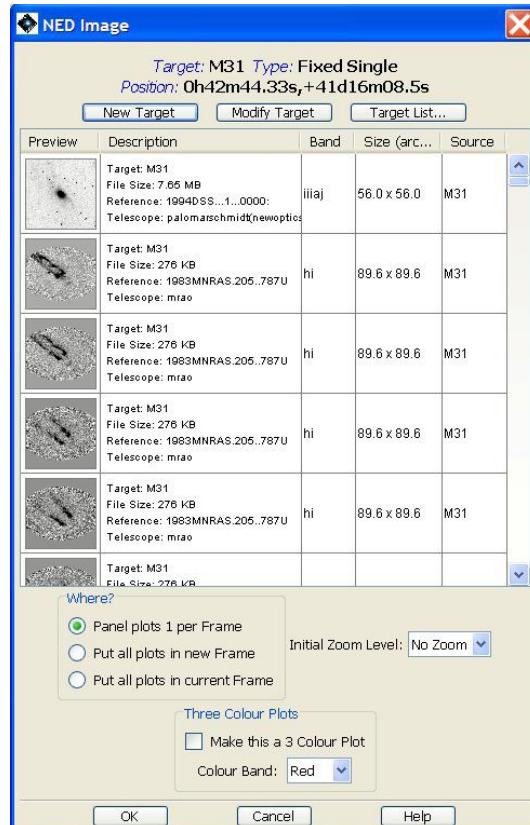 NED Image
Target: M31 Type: Fixed Single
Position: 0h42m44.33s,+41d16m08.5s
New Target Modify Target Target List...
Preview Description Band Size (arc... Source
Target: M31
File Size: 7.65 MB
Reference: 1994DSS...1...0000:
Telescope: palomarschmidt(newoptics
iiiaj 56.0 x 56.0 M31
Target: M31
File Size: 276 KB
Reference: 1983MNRAS.205..787U
Telescope: mrao
hi 89.6 x 89.6 M31
Target: M31
File Size: 276 KB
Reference: 1983MNRAS.205..787U
Telescope: mrao
hi 89.6 x 89.6 M31
Target: M31
File Size: 276 KB
Reference: 1983MNRAS.205..787U
Telescope: mrao
hi 89.6 x 89.6 M31
Target: M31
File Size: 276 KB
Reference: 1983MNRAS.205..787U
Telescope: mrao
hi 89.6 x 89.6 M31
Target: M31
File Size: 276 KB
Where?
Panel plots 1 per Frame
Put all plots in new Frame
Put all plots in current Frame
Initial Zoom Level: No Zoom
Three Colour Plots
Make this a 3 Colour Plot
Colour Band: Red
OK Cancel Help